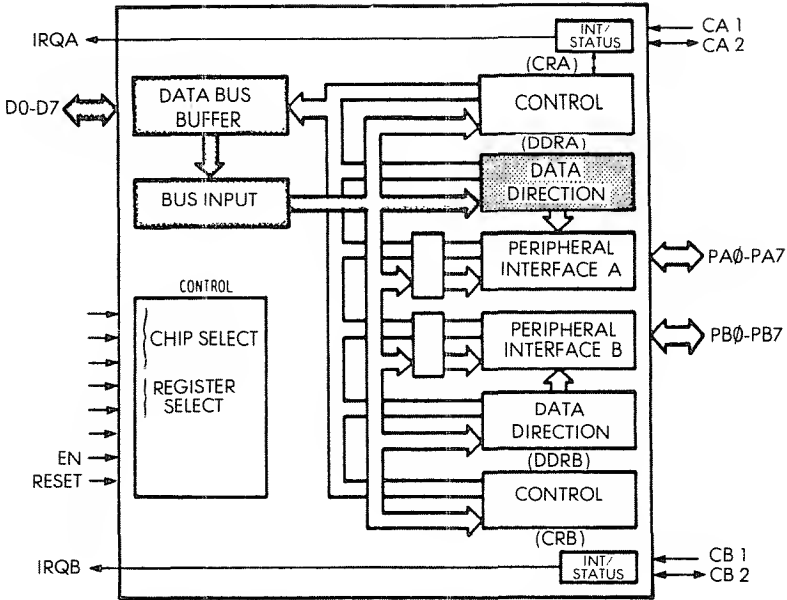 IRQA
INT/
STATUS
CA 1
CA 2
(CRA)
D0-D7
DATA BUS
BUFFER
CONTROL
(DDRA)
DATA
DIRECTION
BUS INPUT
PERIPHERAL
INTERFACE A
PAØ-PA7
CONTROL
CHIP SELECT
PERIPHERAL
INTERFACE B
PBØ-PB7
REGISTER
SELECT
DATA
DIRECTION
EN
(DDRB)
RESET
CONTROL
(CRB)
IRQB
INT/
STATUS
CB 1
CB 2